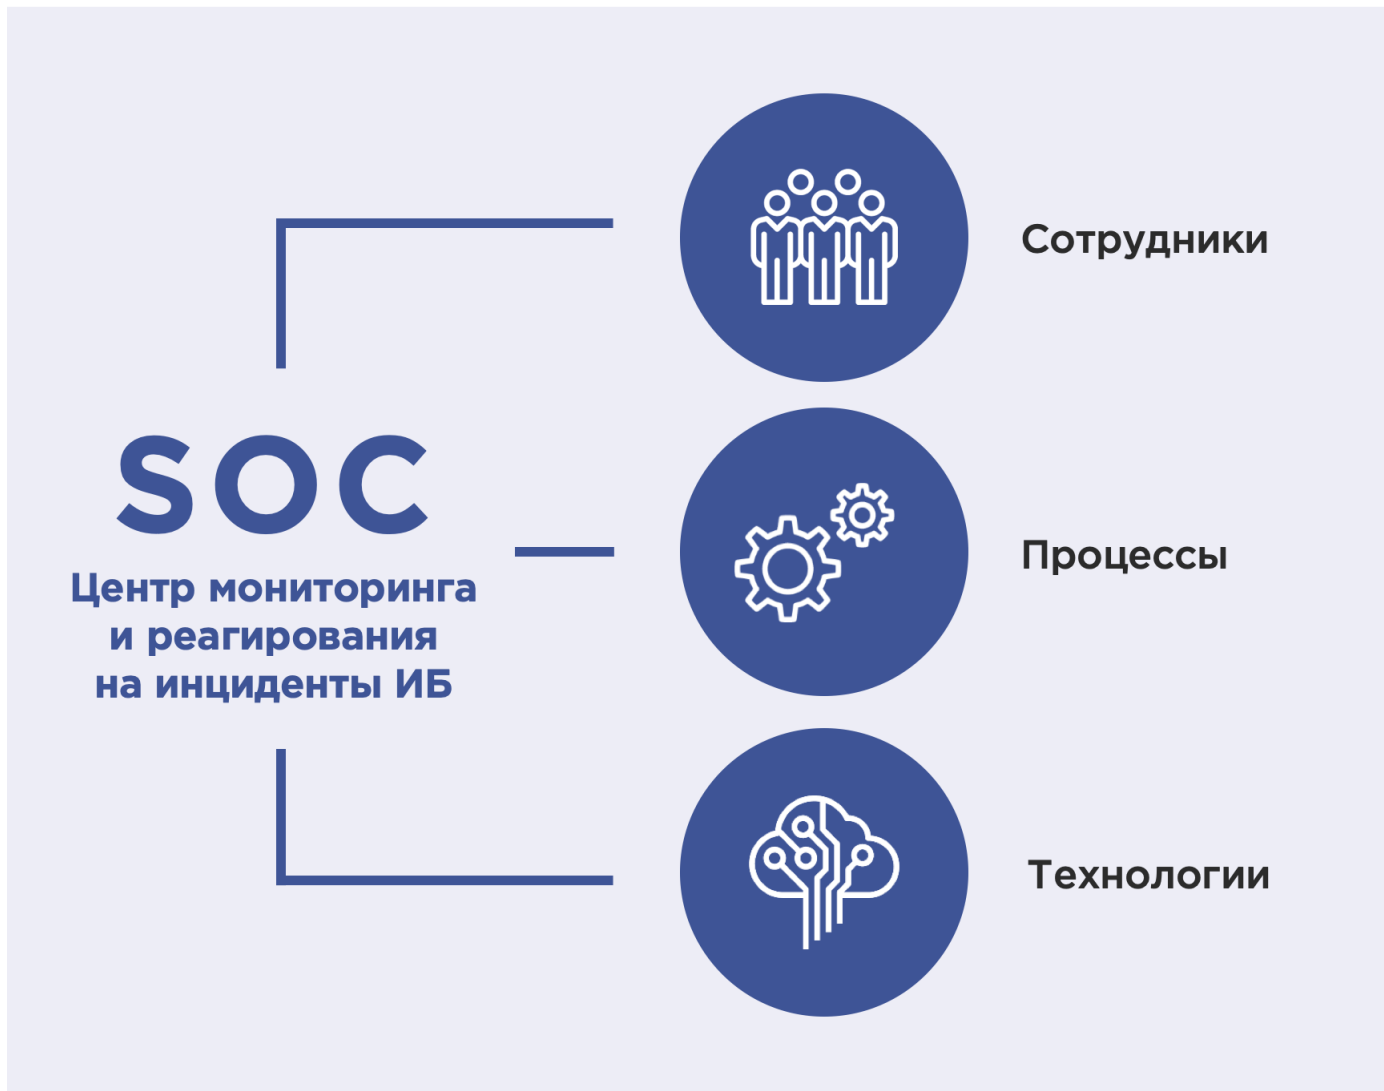 SOC
Центр мониторинга
и реагирования
на инциденты ИБ
Сотрудники
Процессы
Технологии